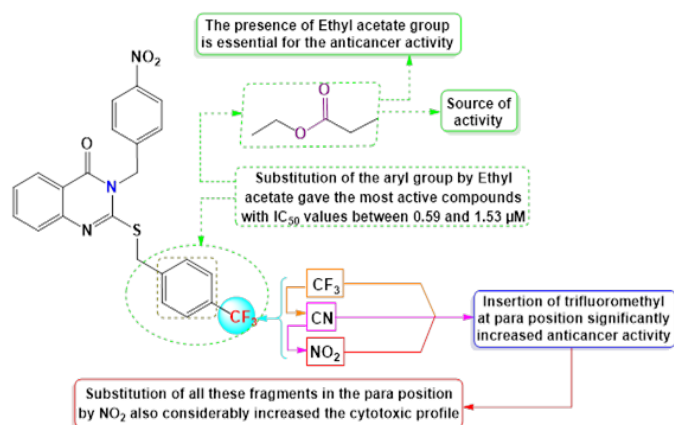 The presence of Ethyl acetate group
is essential for the anticancer activity
NO2
O
O
Source of
activity
O
N
N
S
Substitution of the aryl group by Ethyl
acetate gave the most active compounds
with IC50 values between 0.59 and 1.53 µM
CF3
CF3
CN
NO2
Insertion of trifluoromethyl
at para position significantly
increased anticancer activity
Substitution of all these fragments in the para position
by NO2 also considerably increased the cytotoxic profile